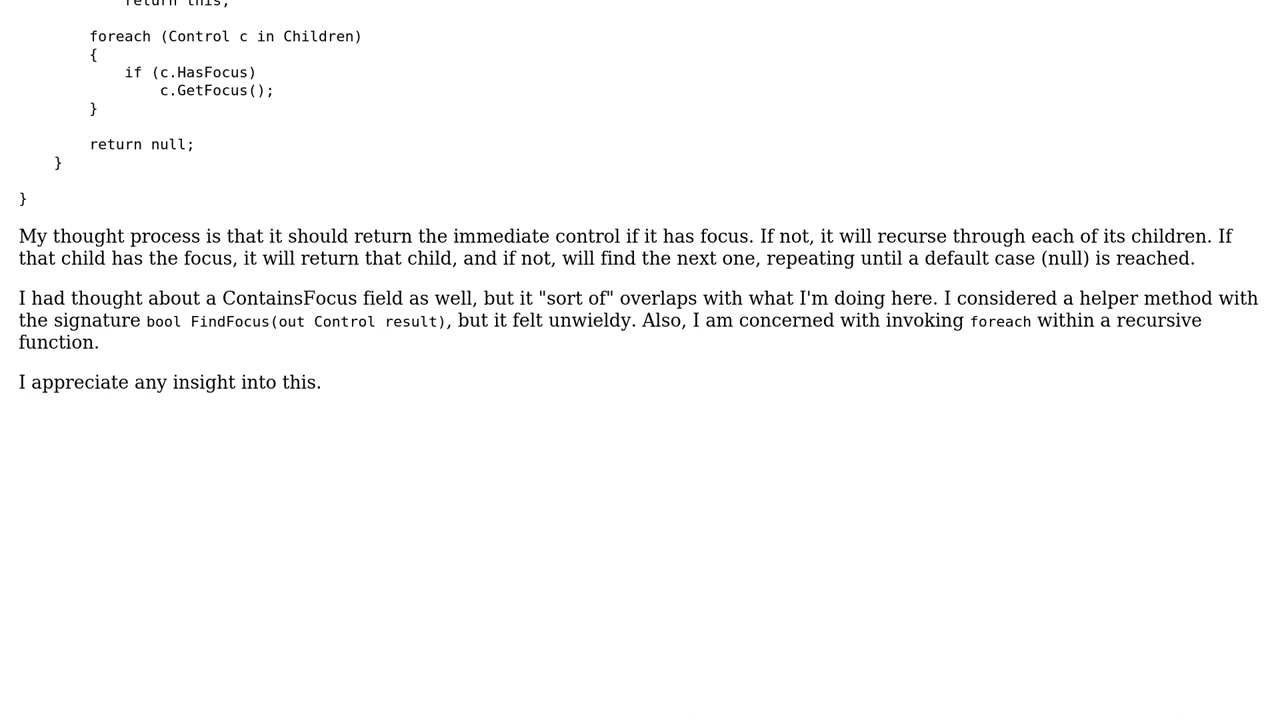 return this;
foreach (Control c in Children)
{
if (c.HasFocus)
c.GetFocus();
}
return null;
}
}
My thought process is that it should return the immediate control if it has focus. If not, it will recurse through each of its children. If
that child has the focus, it will return that child, and if not, will find the next one, repeating until a default case (null) is reached.
I had thought about a ContainsFocus field as well, but it "sort of" overlaps with what I'm doing here. I considered a helper method with
the signature bool FindFocus(out Control result), but it felt unwieldy. Also, I am concerned with invoking foreach within a recursive
function.
I appreciate any insight into this.